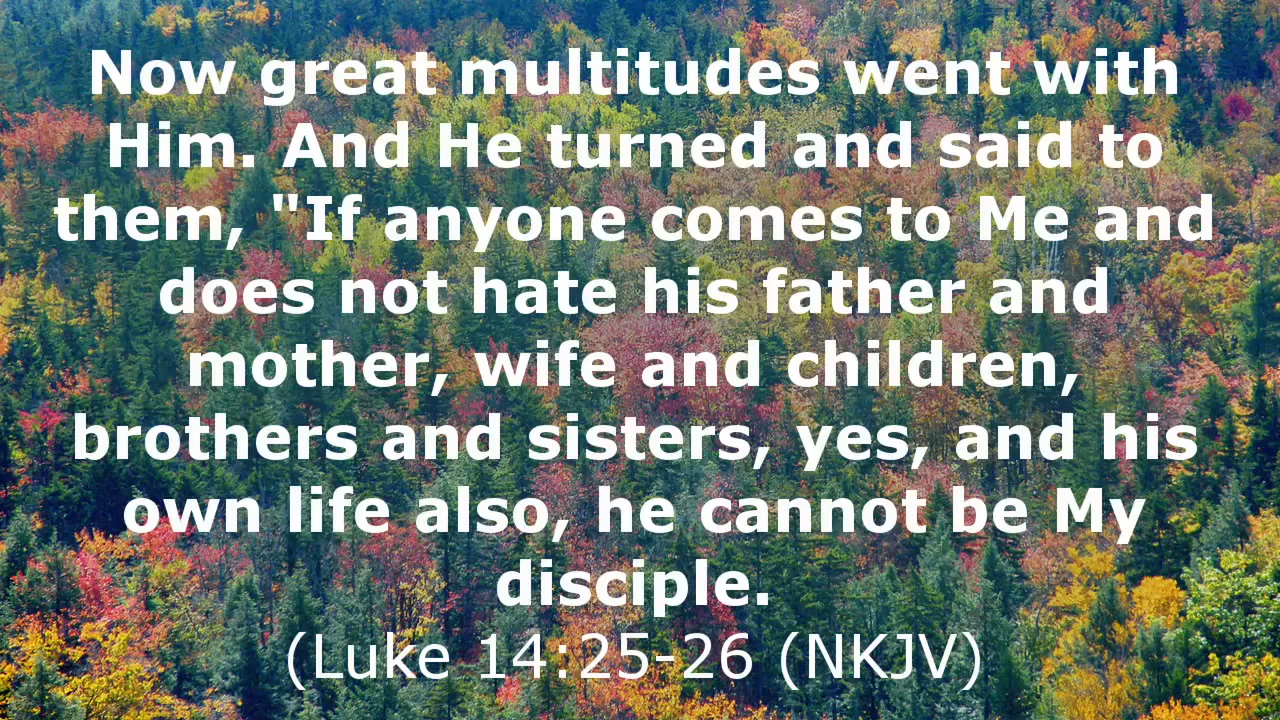 Now great multitudes went with
Him. And He turned and said to
them, "If anyone comes to Me and
does not hate his father and
mother, wife and children,
brothers and sisters, yes, and his
own life also, he cannot be My
disciple.
(Luke 14:25-26 (NKJV)